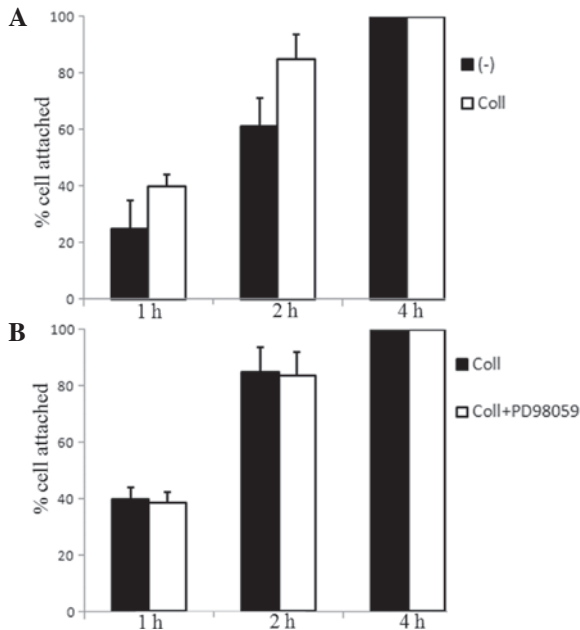 A
100
80
60
40
20
0
% cell attached
1 h
2 h
4 h
(-)
Coll
B
100
80
60
40
20
0
% cell attached
1 h
2 h
4 h
Coll
Coll+PD98059